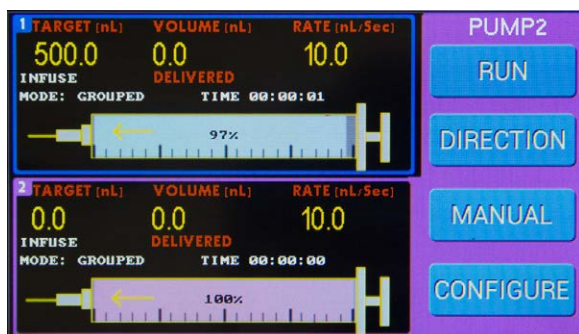 1 TARGET [nL] VOLUME [nL] RATE [nL/Sec]
500.0 0.0 10.0
INFUSE DELIVERED
MODE: GROUPED TIME 00:00:01
97%
2 TARGET [nL] VOLUME [nL] RATE [nL/Sec]
0.0 0.0 10.0
INFUSE DELIVERED
MODE: GROUPED TIME 00:00:00
100%
PUMP2
RUN
DIRECTION
MANUAL
CONFIGURE